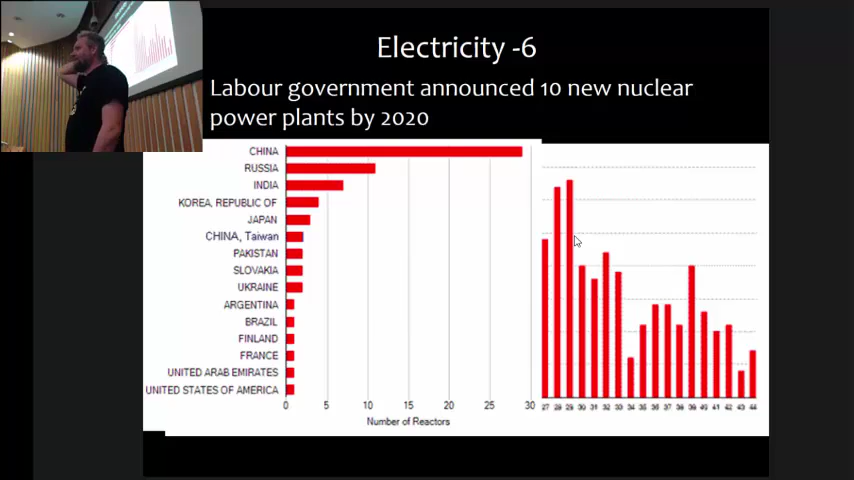 Electricity -6
Labour government announced 10 new nuclear
power plants by 2020
CHINA
RUSSIA
INDIA
KOREA, REPUBLIC OF
JAPAN
CHINA, Taiwan
PAKISTAN
SLOVAKIA
UKRAINE
ARGENTINA
BRAZIL
FINLAND
FRANCE
UNITED ARAB EMIRATES
UNITED STATES OF AMERICA
0 5 10 15 20 25 30
Number of Reactors
27 28 29 30 31 32 33 34 35 36 37 38 39 40 41 42 43 44